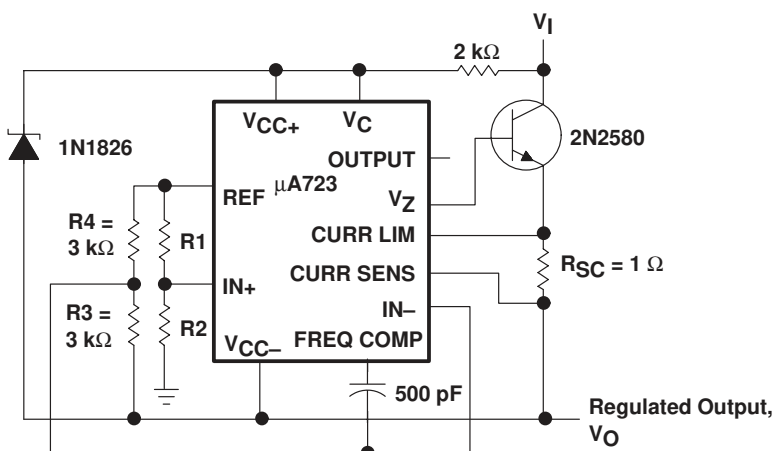 V_I
2 kΩ
V_CC+
V_C
1N1826
OUTPUT
2N2580
REF
μA723
V_Z
R4 =
3 kΩ
R1
CURR LIM
CURR SENS
R_SC = 1 Ω
IN+
R3 =
3 kΩ
R2
IN–
V_CC–
FREQ COMP
500 pF
Regulated Output,
V_O